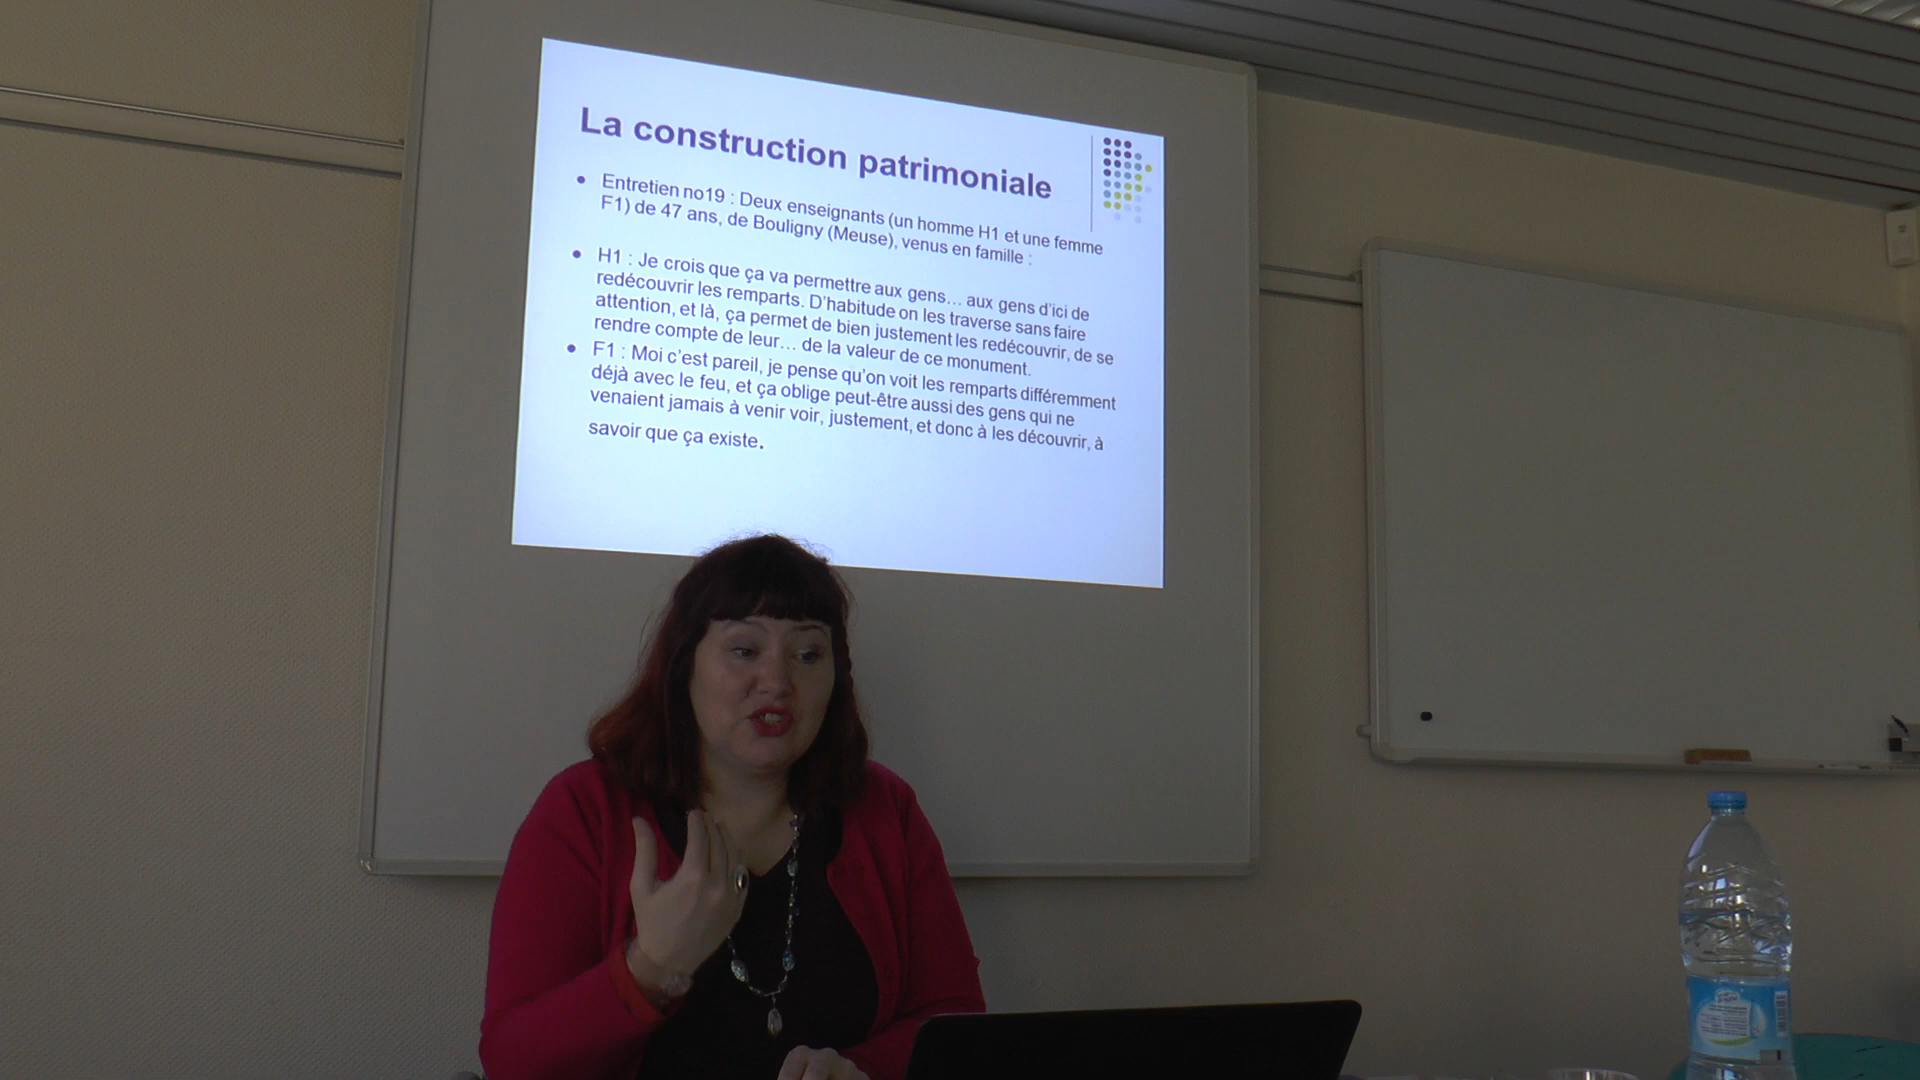 La construction patrimoniale
• Entretien no19 : Deux enseignants (un homme H1 et une femme
F1) de 47 ans, de Bouligny (Meuse), venus en famille :
• H1 : Je crois que ça va permettre aux gens… aux gens d'ici de
redécouvrir les remparts. D'habitude on les traverse sans faire
attention, et là, ça permet de bien justement les redécouvrir, de se
rendre compte de leur… de la valeur de ce monument.
• F1 : Moi c'est pareil, je pense qu'on voit les remparts différemment
déjà avec le feu, et ça oblige peut-être aussi des gens qui ne
venaient jamais à venir voir, justement, et donc à les découvrir, à
savoir que ça existe.